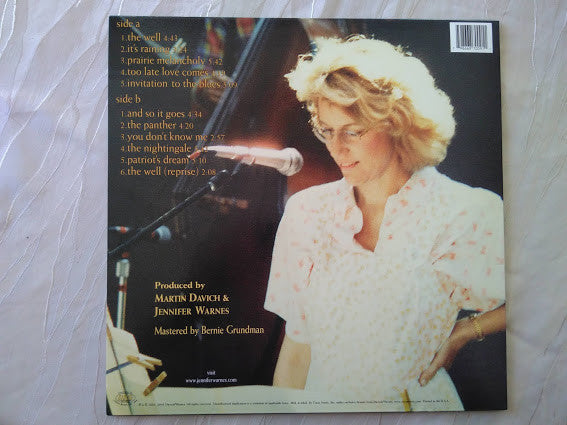 side a
1.the well 4:43
2.it's raining
3.prairie melancholy 5:42
4.too late love comes
5.invitation to the blues
side b
1.and so it goes 4:34
2.the panther 4:20
3.you don't know me 2:57
4.the nightingale
5.patriot's dream 5:10
6.the well (reprise) 2:08
Produced by
MARTIN DAVICH &
JENNIFER WARNES
Mastered by Bernie Grundman
visit
www.jenniferwarnes.com